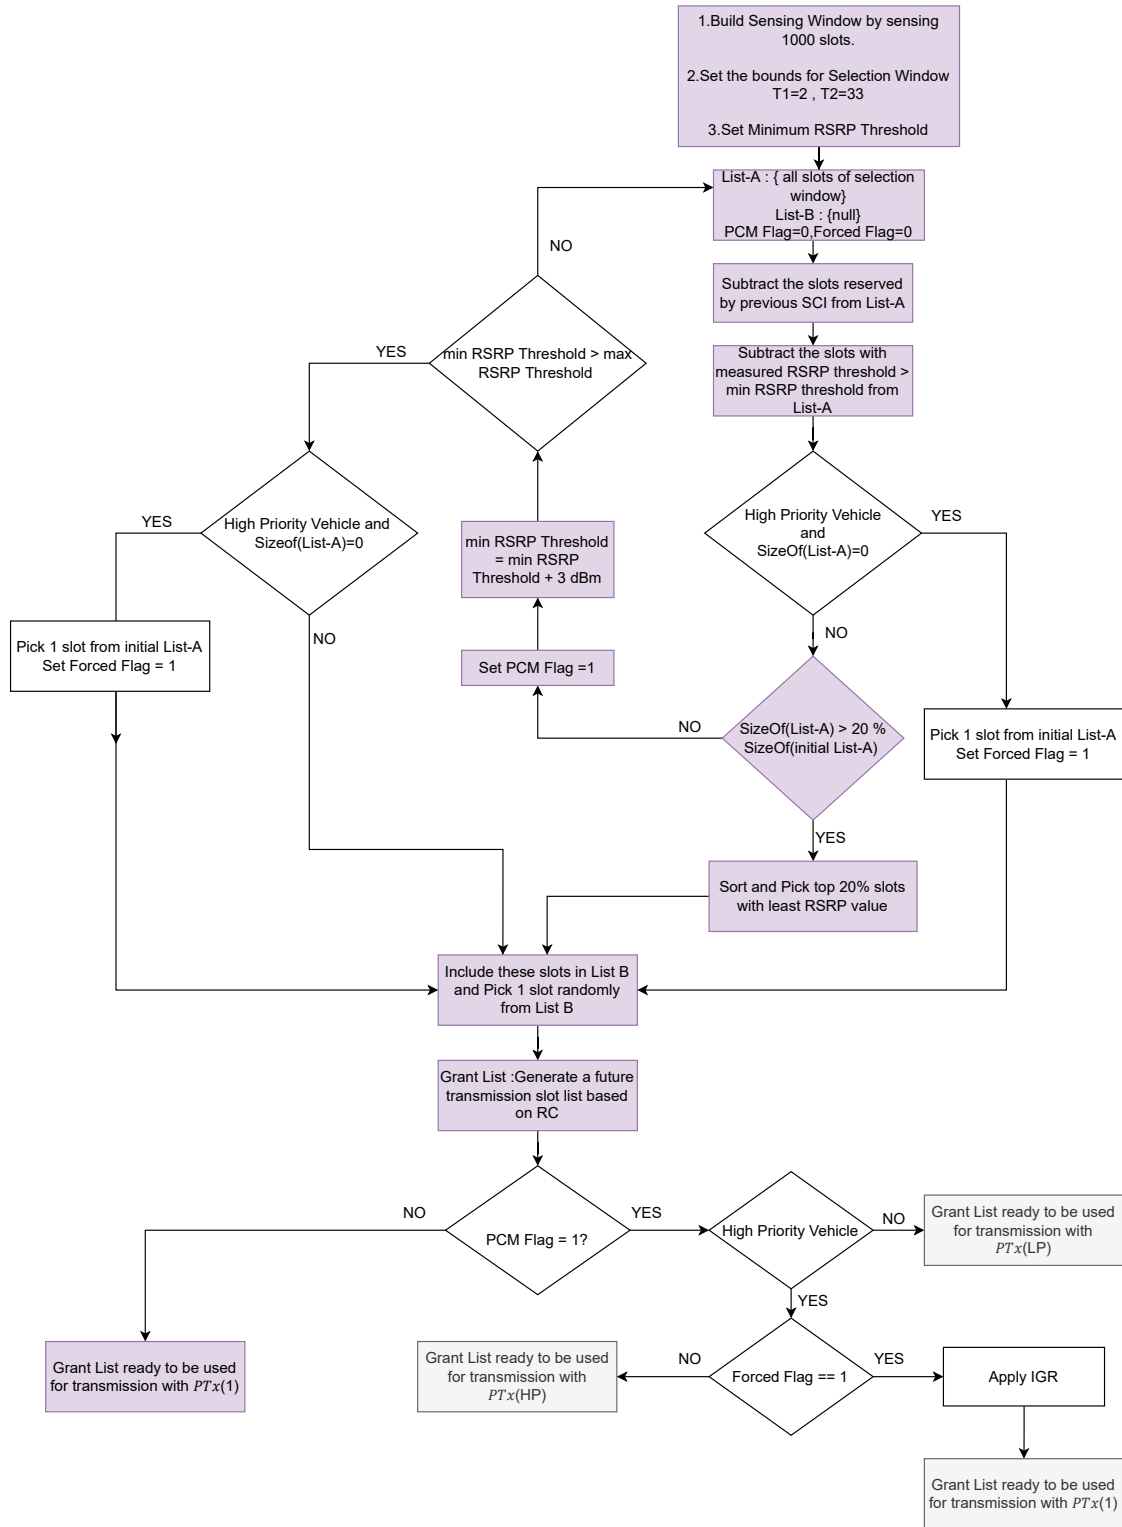 1.Build Sensing Window by sensing
1000 slots.
2.Set the bounds for Selection Window
T1=2 , T2=33
3.Set Minimum RSRP Threshold
List-A : { all slots of selection
window}
List-B : {null}
PCM Flag=0,Forced Flag=0
NO
Subtract the slots reserved
by previous SCI from List-A
YES
min RSRP Threshold > max
RSRP Threshold
Subtract the slots with
measured RSRP threshold >
min RSRP threshold from
List-A
YES
High Priority Vehicle and
Sizeof(List-A)=0
min RSRP Threshold
= min RSRP
Threshold + 3 dBm
High Priority Vehicle
and
SizeOf(List-A)=0
YES
NO
NO
Pick 1 slot from initial List-A
Set Forced Flag = 1
Set PCM Flag =1
NO
SizeOf(List-A) > 20 %
SizeOf(initial List-A)
Pick 1 slot from initial List-A
Set Forced Flag = 1
YES
Sort and Pick top 20% slots
with least RSRP value
Include these slots in List B
and Pick 1 slot randomly
from List B
Grant List :Generate a future
transmission slot list based
on RC
NO
PCM Flag = 1?
YES
High Priority Vehicle
NO
Grant List ready to be used
for transmission with
PTx(LP)
YES
Grant List ready to be used
for transmission with PTx(1)
Grant List ready to be used
for transmission with
PTx(HP)
NO
Forced Flag == 1
YES
Apply IGR
Grant List ready to be used
for transmission with PTx(1)